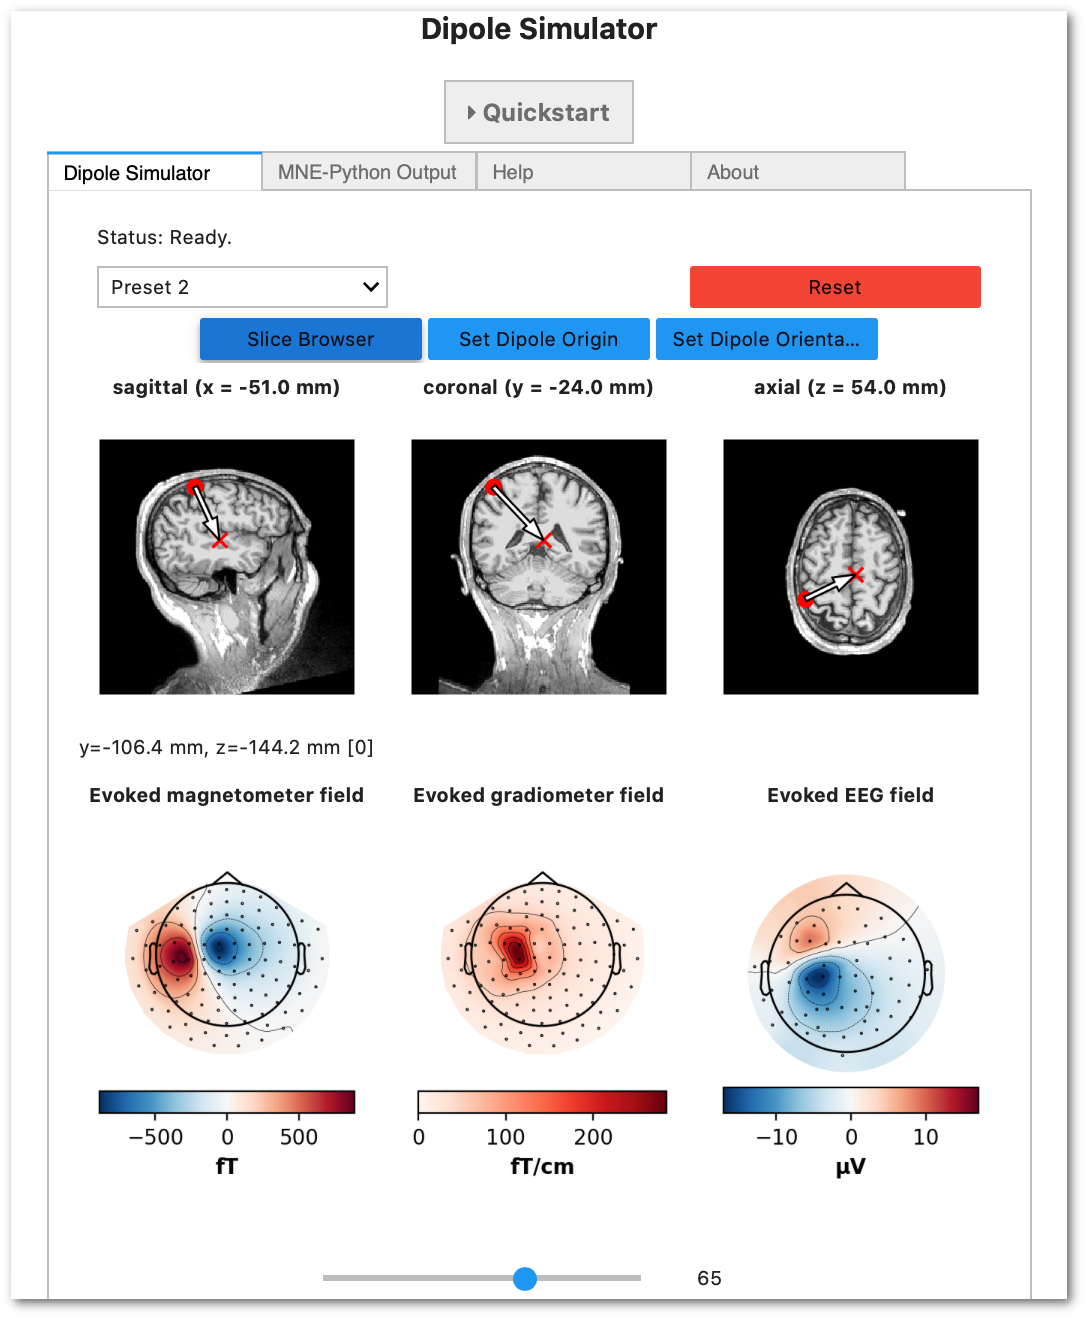 Dipole Simulator
Quickstart
Dipole Simulator MNE-Python Output Help About
Status: Ready.
Preset 2 Reset
Slice Browser Set Dipole Origin Set Dipole Orienta...
sagittal (x = -51.0 mm) coronal (y = -24.0 mm) axial (z = 54.0 mm)
y=-106.4 mm, z=-144.2 mm [0]
Evoked magnetometer field Evoked gradiometer field Evoked EEG field
−500 0 500 0 100 200 −10 0 10
fT fT/cm µV
65